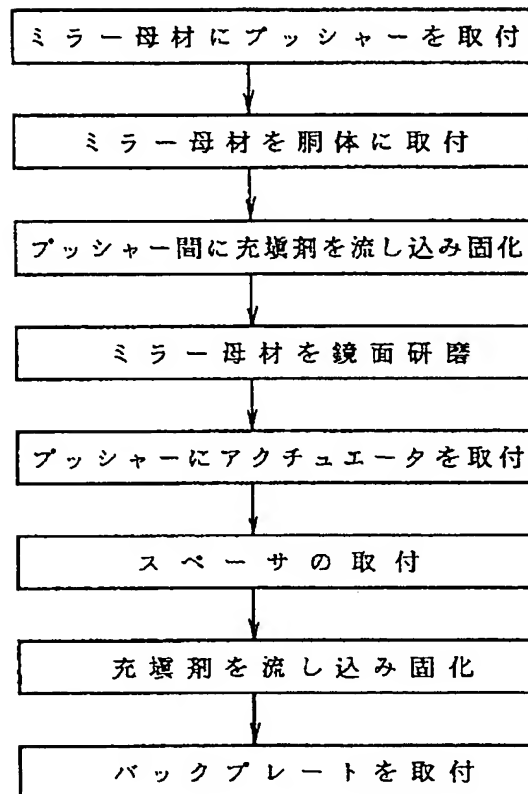 ミラー母材にプッシャーを取付
ミラー母材を胴体に取付
プッシャー間に充填剤を流し込み固化
ミラー母材を鏡面研磨
プッシャーにアクチュエータを取付
スペーサの取付
充填剤を流し込み固化
バックプレートを取付